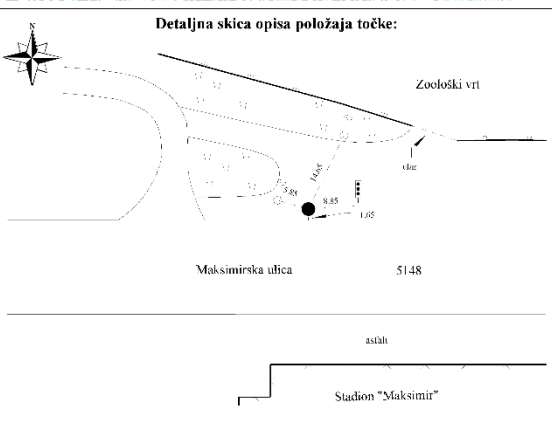 Detaljna skica opisa položaja točke:
N
Zoološki vrt
ulaz
14.65
5.88
8.85
1.65
Maksimirska ulica 5148
asfalt
Stadion "Maksimir"